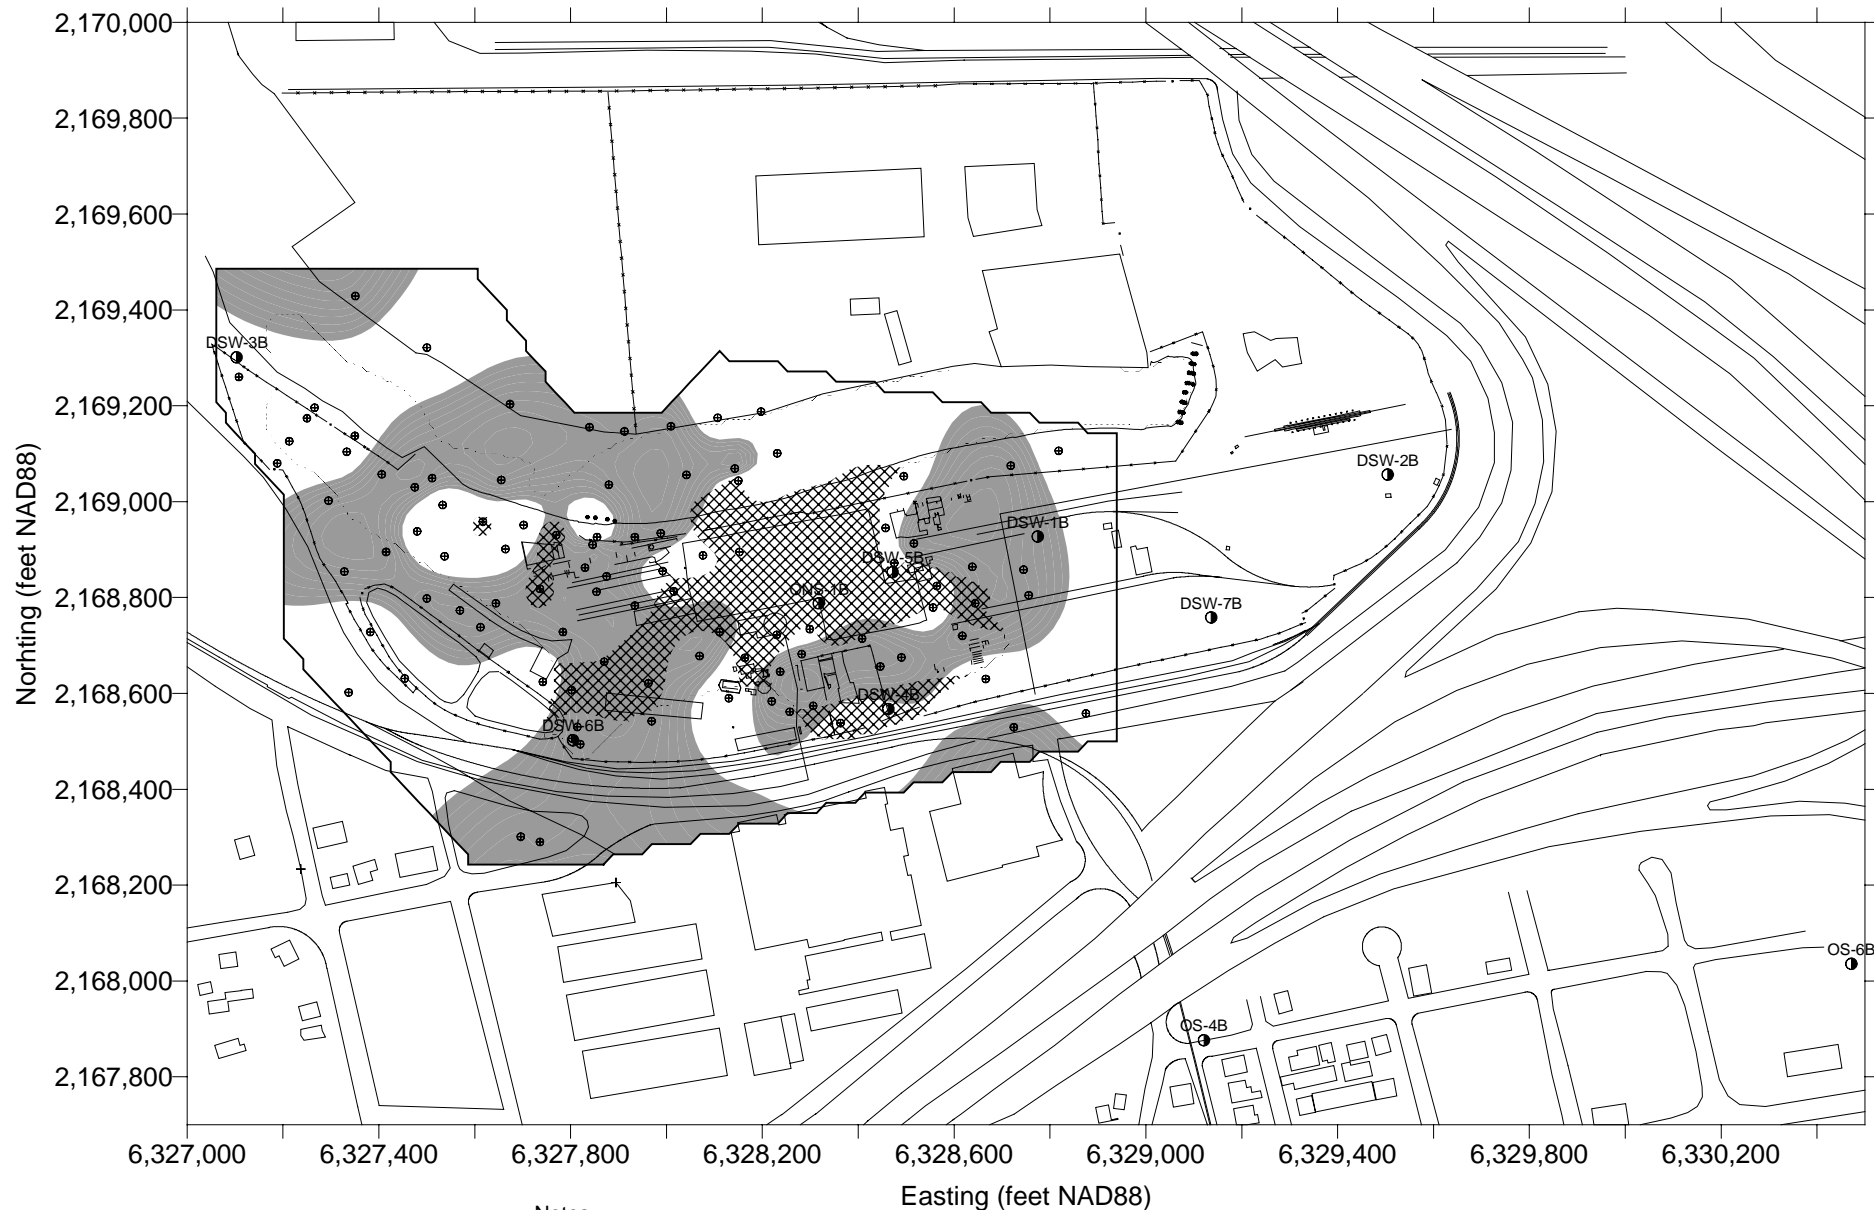 2,170,000
2,169,800
2,169,600
2,169,400
DSW-3B
2,169,200
DSW-2B
2,169,000
DSW-1B
DSW-5B
ONS-1B
2,168,800
DSW-7B
DSW-4B
2,168,600
DSW-6B
2,168,400
2,168,200
2,168,000
OS-6B
OS-4B
2,167,800
Norhting (feet NAD88)
6,327,000 6,327,400 6,327,800 6,328,200 6,328,600 6,329,000 6,329,400 6,329,800 6,330,200
Easting (feet NAD88)